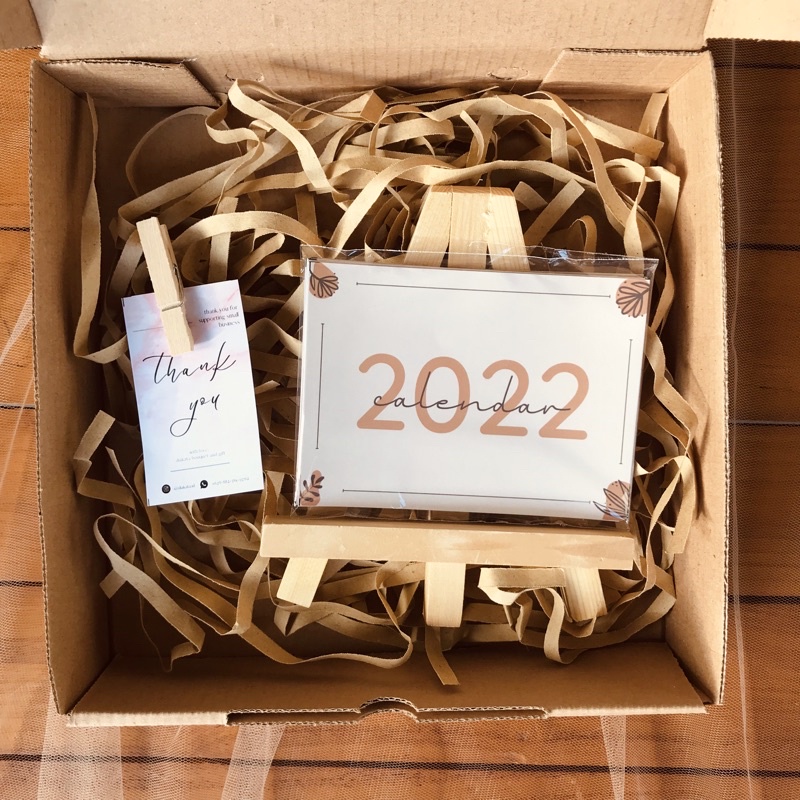 thank you for
supporting small
business
thank
you
2022
calendar